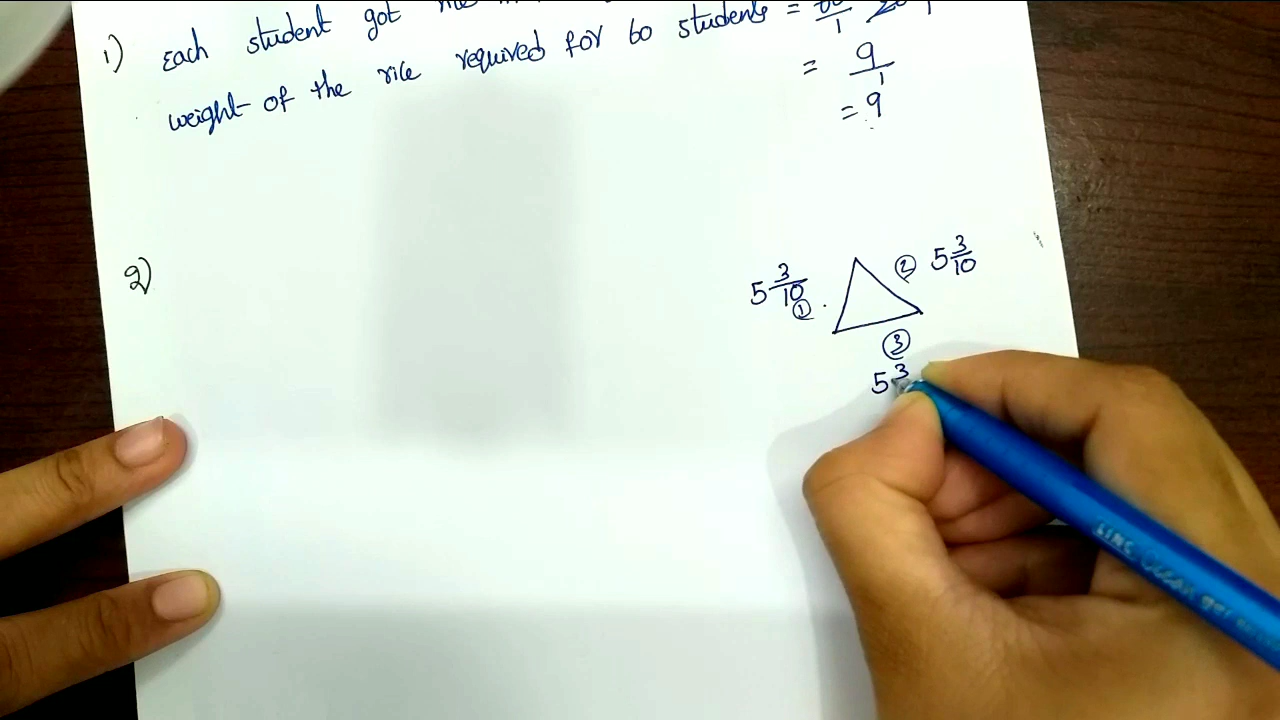 1) Each student got rice
weight of the rice required for 60 students =
= 9/1
= 9
2)
5 3/10 ① ② 5 3/10
③
5 3